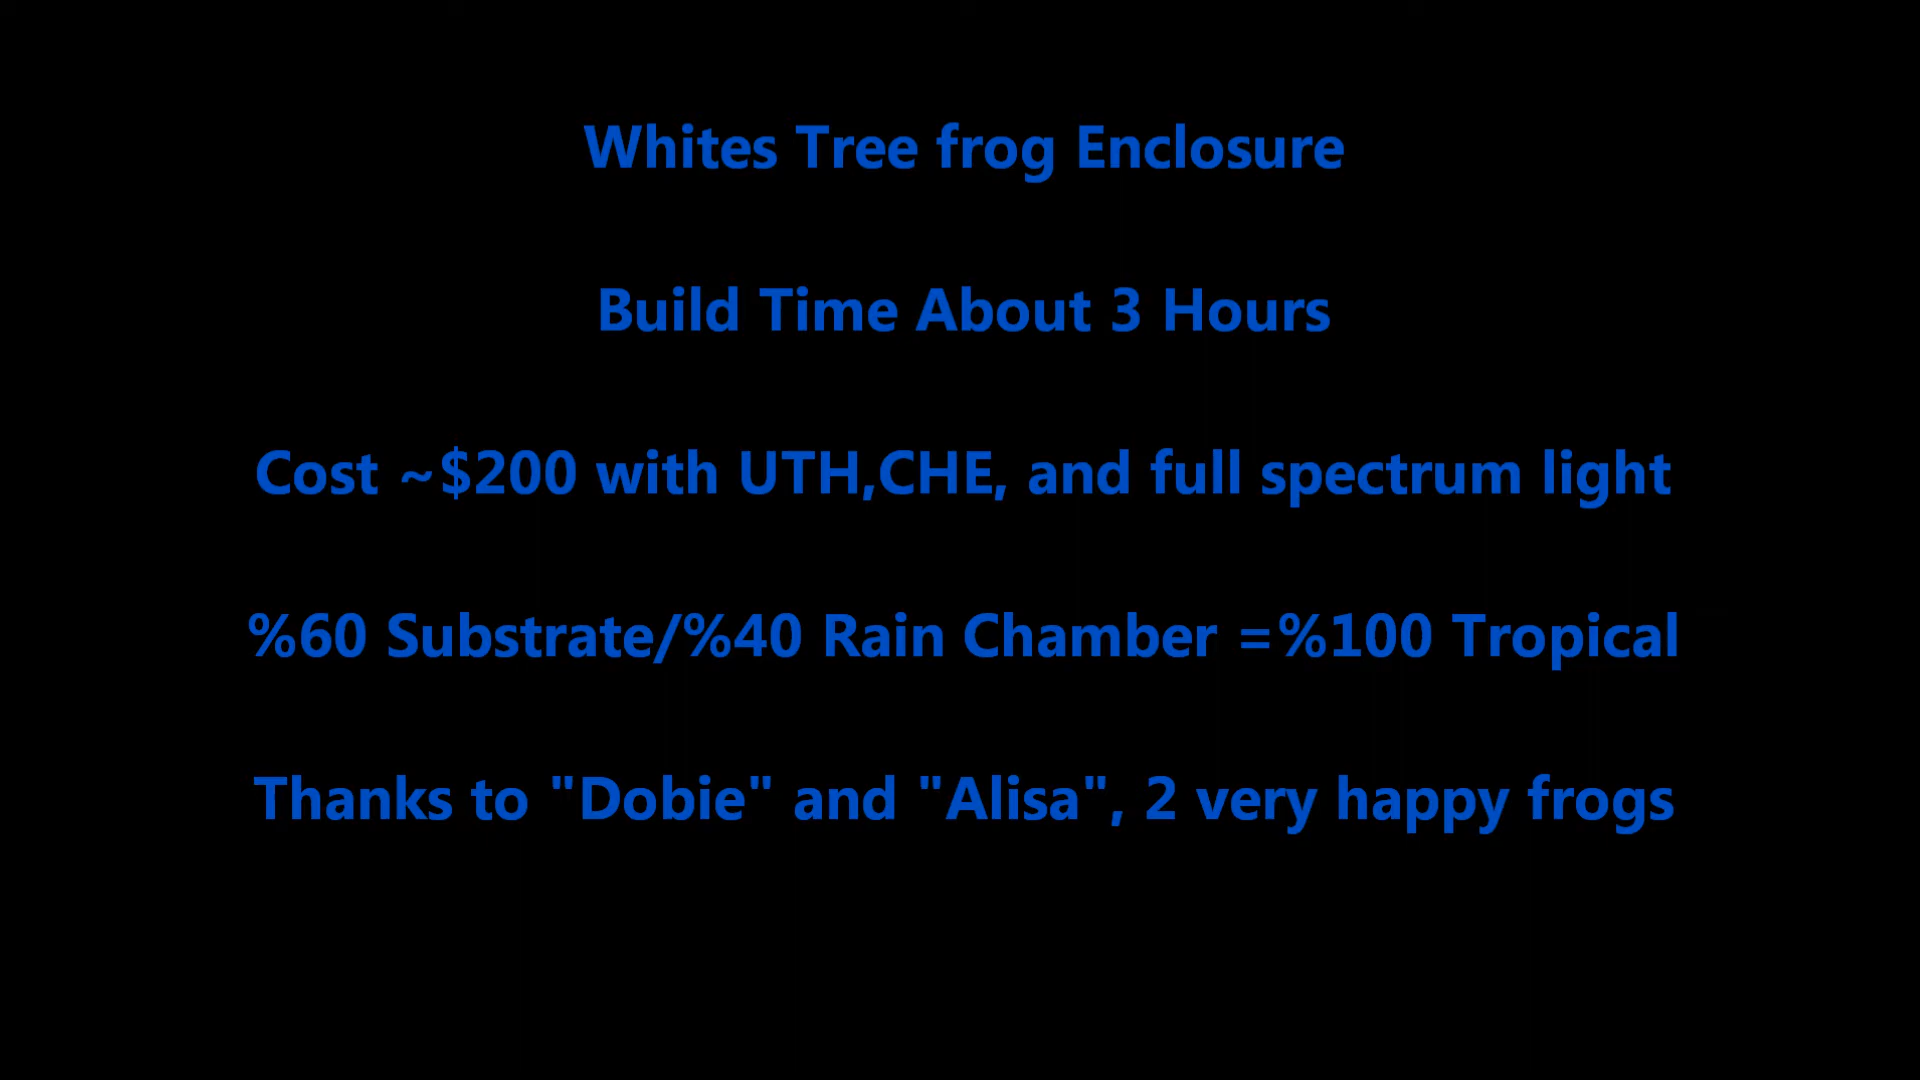 Whites Tree frog Enclosure
Build Time About 3 Hours
Cost ~$200 with UTH,CHE, and full spectrum light
%60 Substrate/%40 Rain Chamber =%100 Tropical
Thanks to "Dobie" and "Alisa", 2 very happy frogs